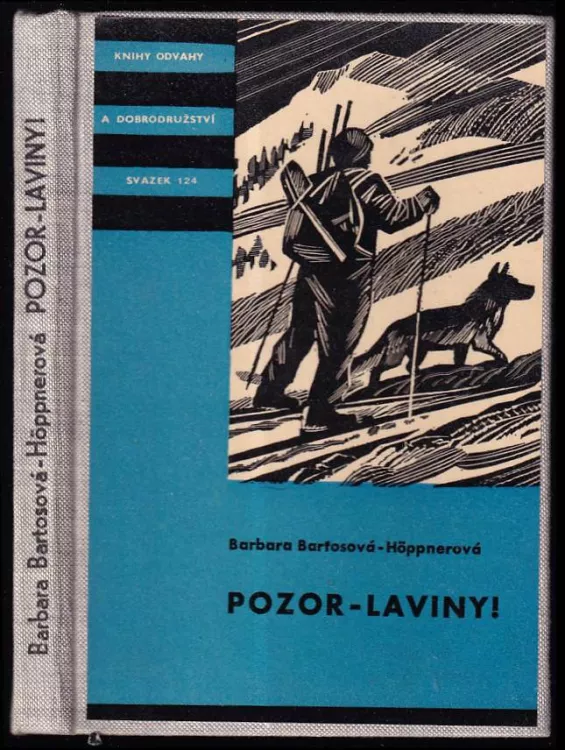 Barbara Bartosová-Höppnerová POZOR-LAVINY!
KNIHY ODVAHY
A DOBRODRUŽSTVÍ
SVAZEK 124
Barbara Bartosová-Höppnerová
POZOR-LAVINY!